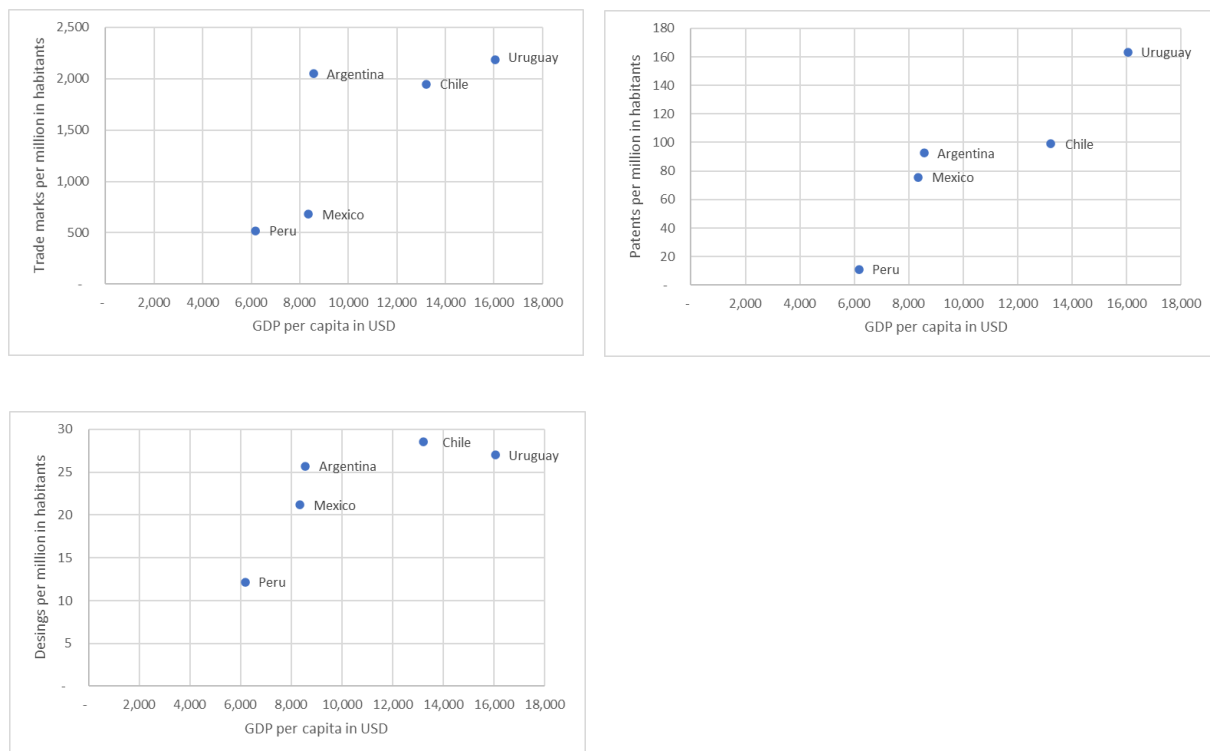 2,500
2,000
1,500
1,000
500
-
Trade marks per million in habitants
Uruguay
Argentina
Chile
Mexico
Peru
- 2,000 4,000 6,000 8,000 10,000 12,000 14,000 16,000 18,000
GDP per capita in USD
180
160
140
120
100
80
60
40
20
-
Patents per million in habitants
Uruguay
Chile
Argentina
Mexico
Peru
- 2,000 4,000 6,000 8,000 10,000 12,000 14,000 16,000 18,000
GDP per capita in USD
30
25
20
15
10
5
-
Desings per million in habitants
Chile
Uruguay
Argentina
Mexico
Peru
- 2,000 4,000 6,000 8,000 10,000 12,000 14,000 16,000 18,000
GDP per capita in USD